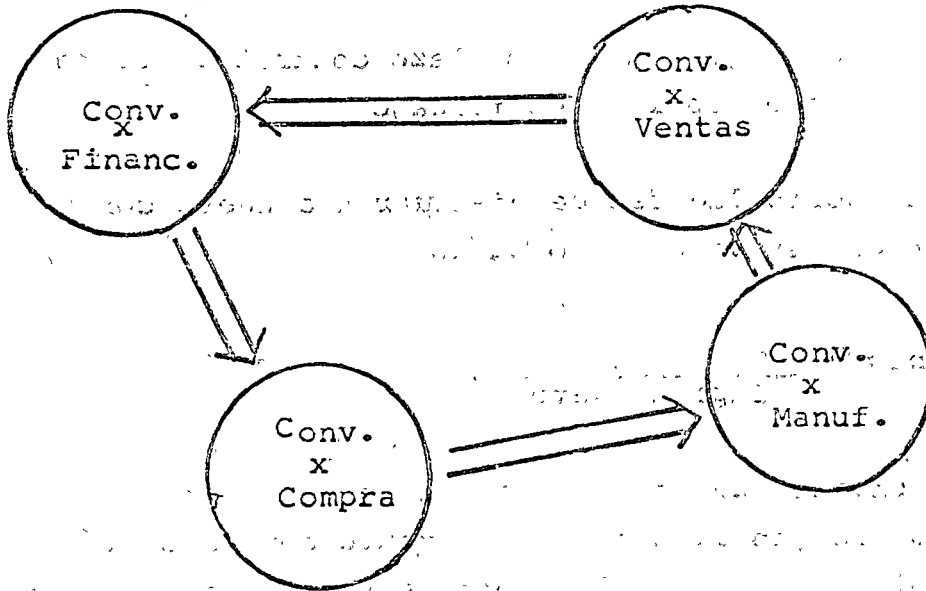 Conv.
x
Financ.
Conv.
x
Ventas
Conv.
x
Compra
Conv.
x
Manuf.